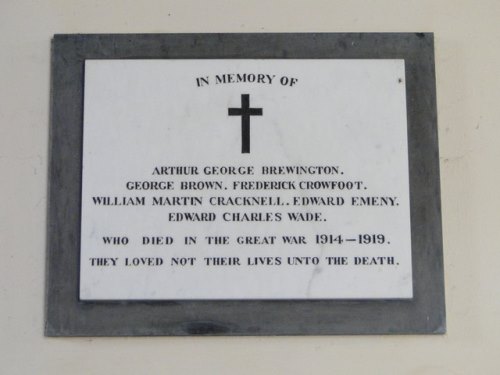 IN MEMORY OF
ARTHUR GEORGE BREWINGTON.
GEORGE BROWN. FREDERICK CROWFOOT.
WILLIAM MARTIN CRACKNELL. EDWARD EMENY.
EDWARD CHARLES WADE.
WHO DIED IN THE GREAT WAR 1914-1919.
THEY LOVED NOT THEIR LIVES UNTO THE DEATH.